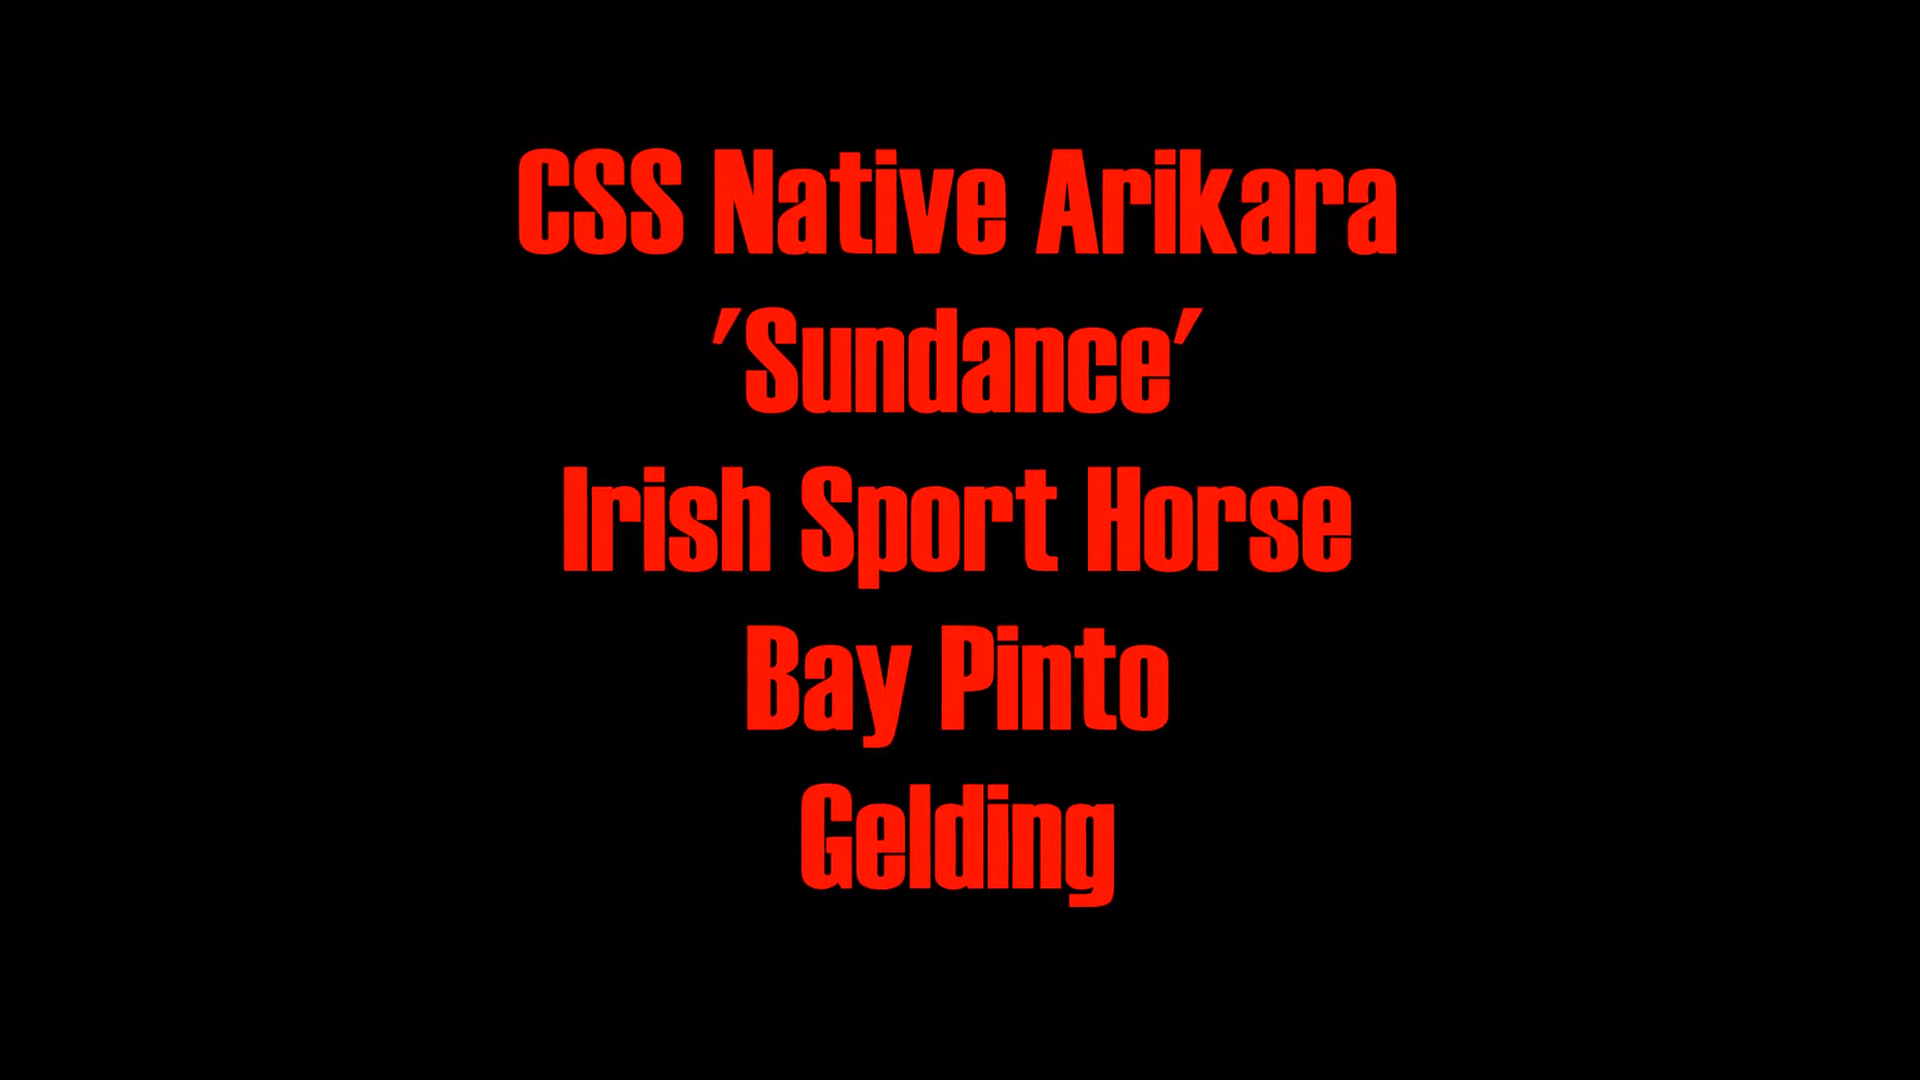 CSS Native Arikara
'Sundance'
Irish Sport Horse
Bay Pinto
Gelding